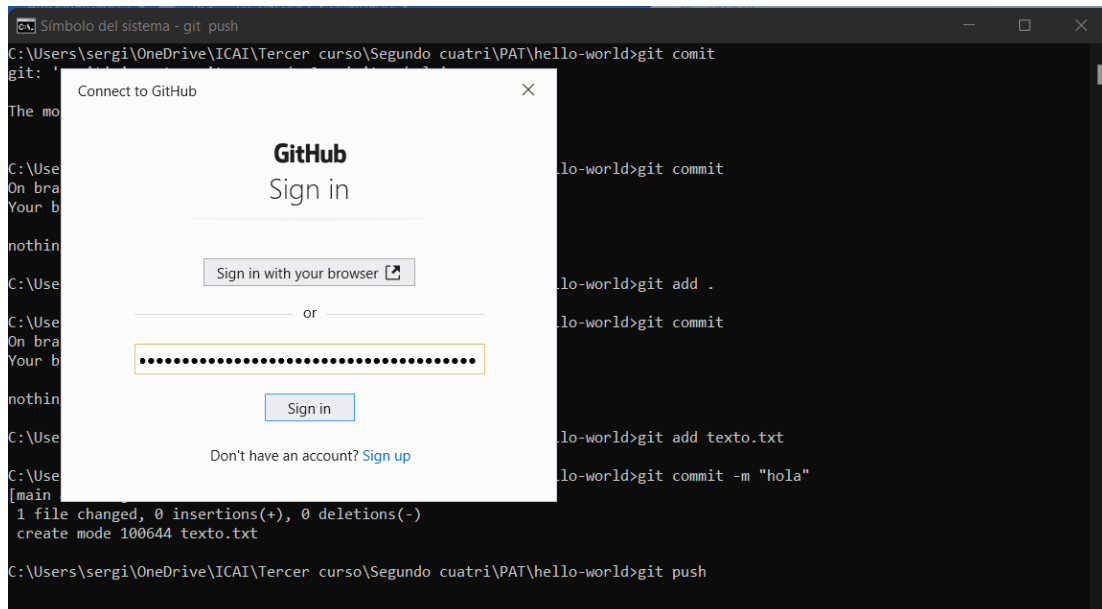 Símbolo del sistema - git push
C:\Users\sergi\OneDrive\ICAI\Tercer curso\Segundo cuatri\PAT\hello-world>git comit
git: '
The mo
C:\Use lo-world>git commit
On bra
Your b
nothin
C:\Use lo-world>git add .
C:\Use lo-world>git commit
On bra
Your b
nothin
C:\Use lo-world>git add texto.txt
C:\Use lo-world>git commit -m "hola"
[main
1 file changed, 0 insertions(+), 0 deletions(-)
create mode 100644 texto.txt
C:\Users\sergi\OneDrive\ICAI\Tercer curso\Segundo cuatri\PAT\hello-world>git push
Connect to GitHub
GitHub
Sign in
Sign in with your browser
or
Sign in
Don't have an account? Sign up